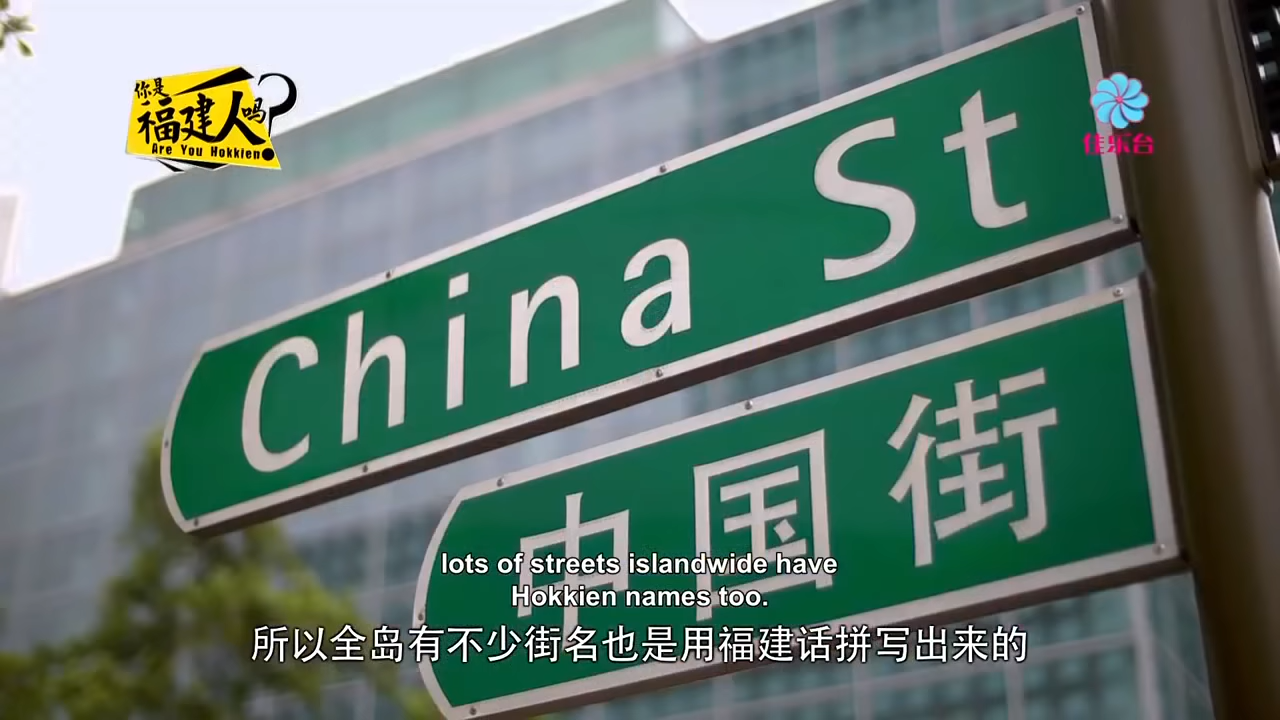 你是
福建人吗?
Are You Hokkien?
佳乐台
China St
中国街
lots of streets islandwide have
Hokkien names too.
所以全岛有不少街名也是用福建话拼写出来的